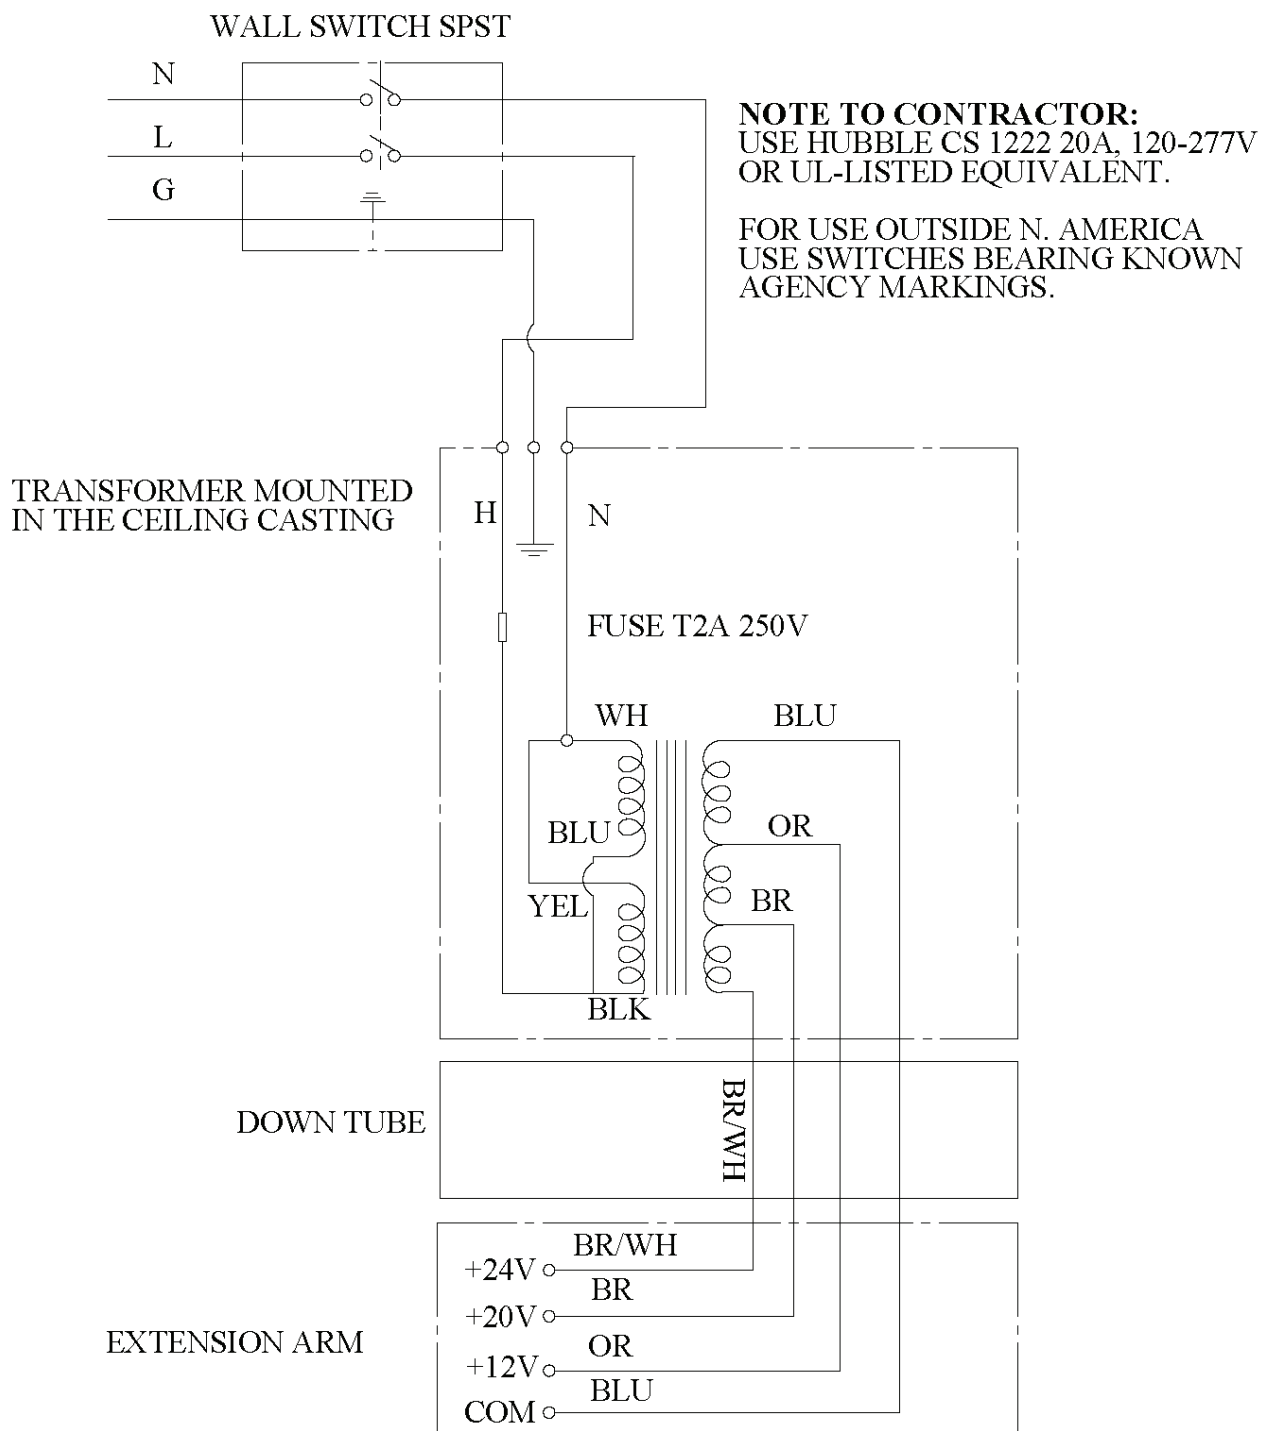 WALL SWITCH SPST
N
L
G
NOTE TO CONTRACTOR:
USE HUBBLE CS 1222 20A, 120-277V
OR UL-LISTED EQUIVALENT.
FOR USE OUTSIDE N. AMERICA
USE SWITCHES BEARING KNOWN
AGENCY MARKINGS.
TRANSFORMER MOUNTED
IN THE CEILING CASTING
H
N
FUSE T2A 250V
WH
BLU
BLU
OR
YEL
BR
BLK
DOWN TUBE
BR/WH
BR/WH
+24V
BR
+20V
EXTENSION ARM
OR
+12V
BLU
COM